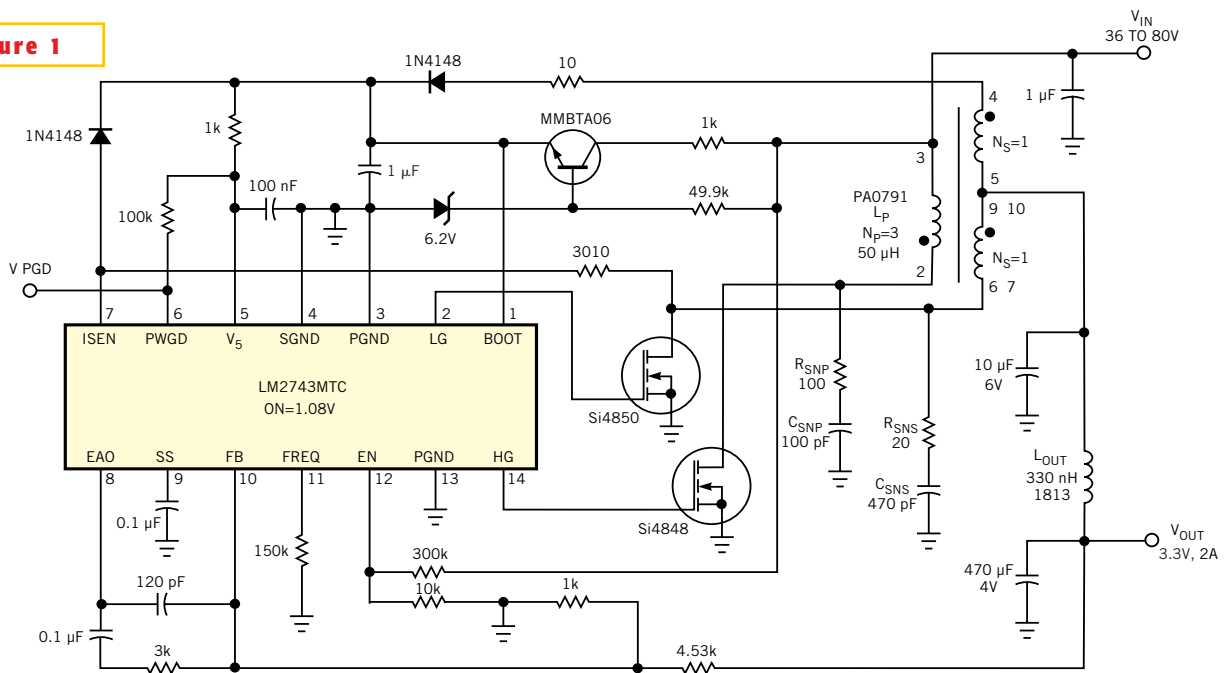 ure 1
V_IN
36 TO 80V
1N4148
10
4
1 µF
1N4148
1k
MMBTA06
1k
N_S=1
3
1 µF
5
100 nF
49.9k
PA0791
9 10
100k
L_P
N_P=3
50 µH
6.2V
N_S=1
3010
V PGD
2
6 7
7
6
5
4
3
2
1
ISEN
PWGD
V_5
SGND
PGND
LG
BOOT
LM2743MTC
ON=1.08V
R_SNP
100
10 µF
6V
Si4850
C_SNP
100 pF
R_SNS
20
EAO
SS
FB
FREQ
EN
PGND
HG
8
9
10
11
12
13
14
L_OUT
330 nH
1813
C_SNS
470 pF
0.1 µF
Si4848
V_OUT
3.3V, 2A
150k
300k
470 µF
4V
120 pF
10k
1k
0.1 µF
3k
4.53k